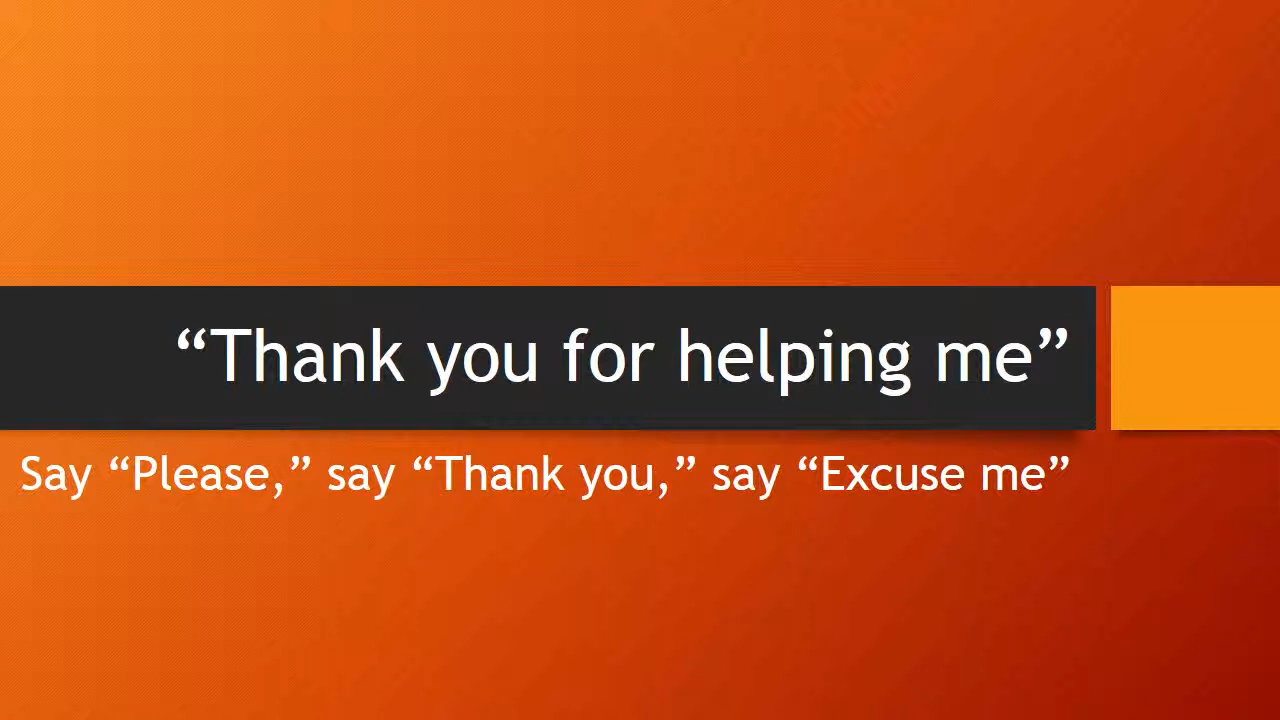 “Thank you for helping me”
Say “Please,” say “Thank you,” say “Excuse me”